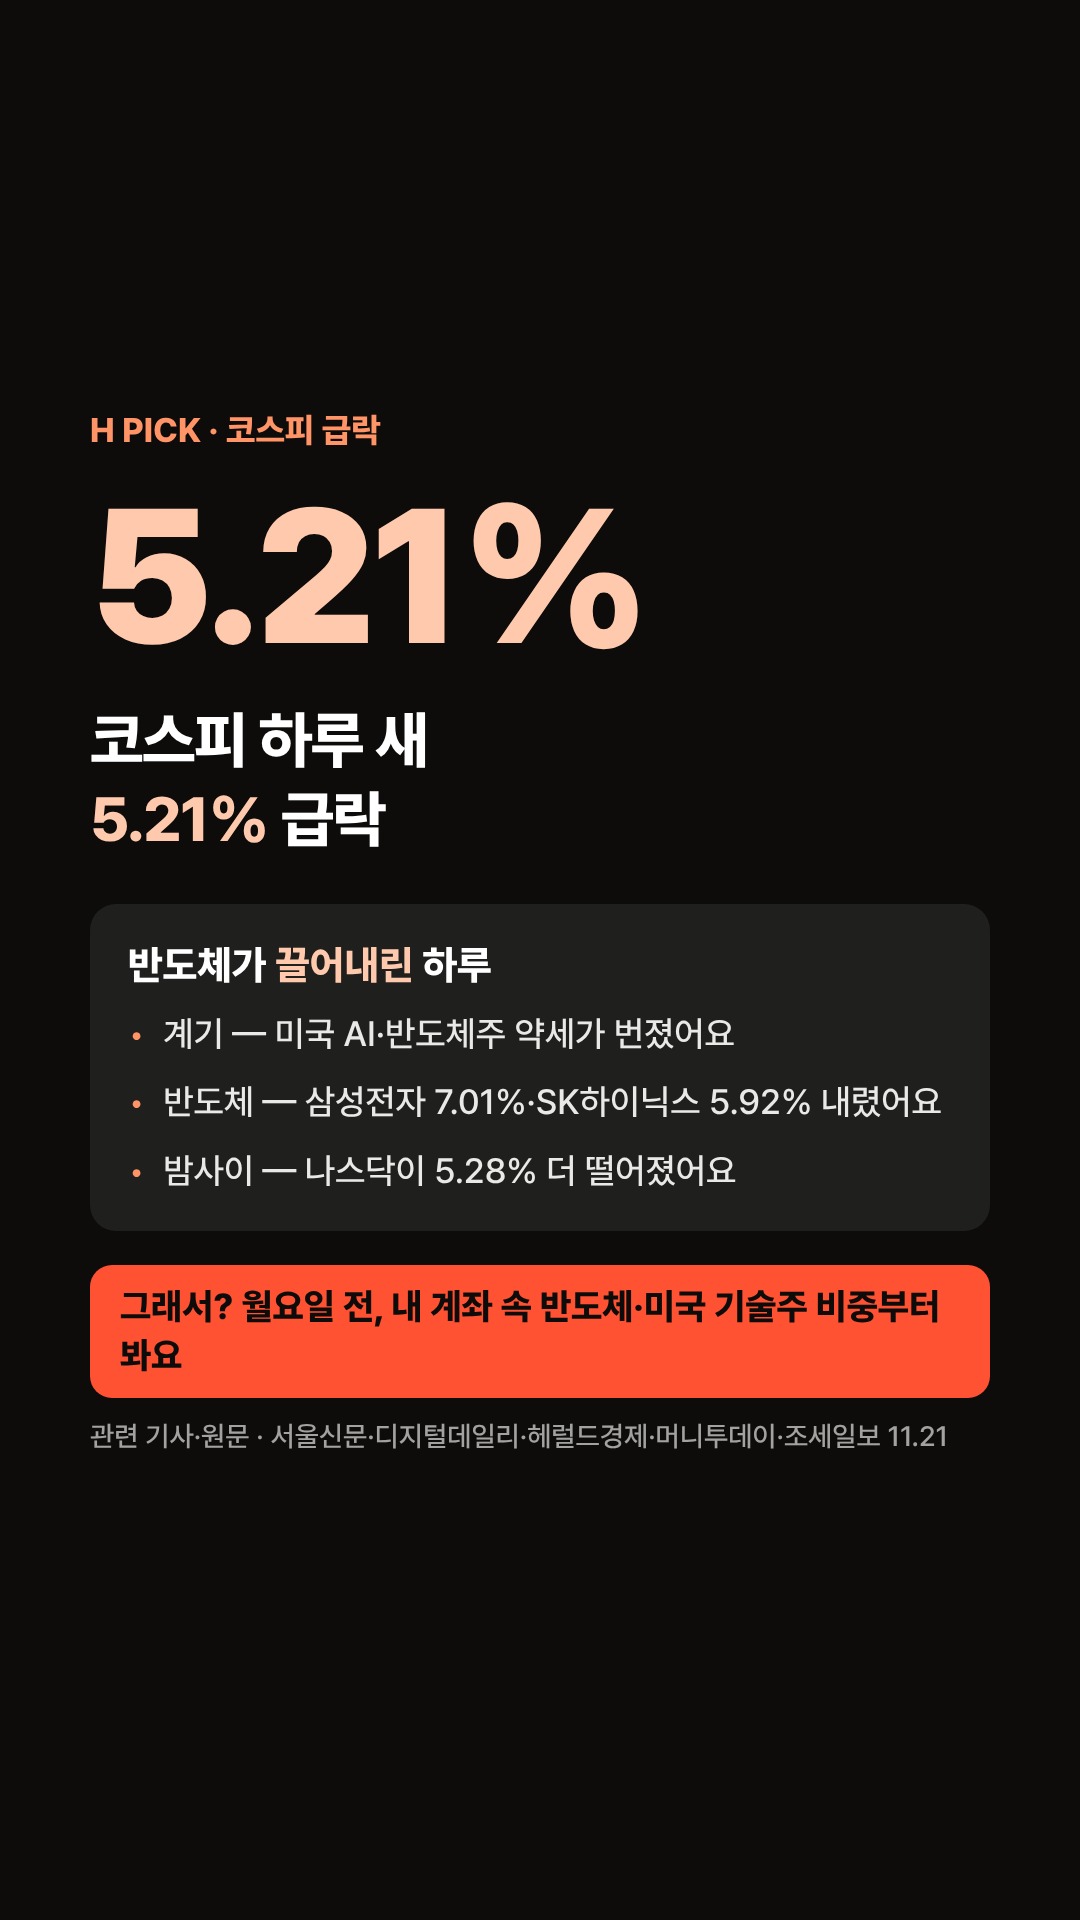 H PICK · 코스피 급락
5.21%
코스피 하루 새
5.21% 급락
반도체가 끌어내린 하루
• 계기 — 미국 AI·반도체주 약세가 번졌어요
• 반도체 — 삼성전자 7.01%·SK하이닉스 5.92% 내렸어요
• 밤사이 — 나스닥이 5.28% 더 떨어졌어요
그래서? 월요일 전, 내 계좌 속 반도체·미국 기술주 비중부터
봐요
관련 기사·원문 · 서울신문·디지털데일리·헤럴드경제·머니투데이·조세일보 11.21